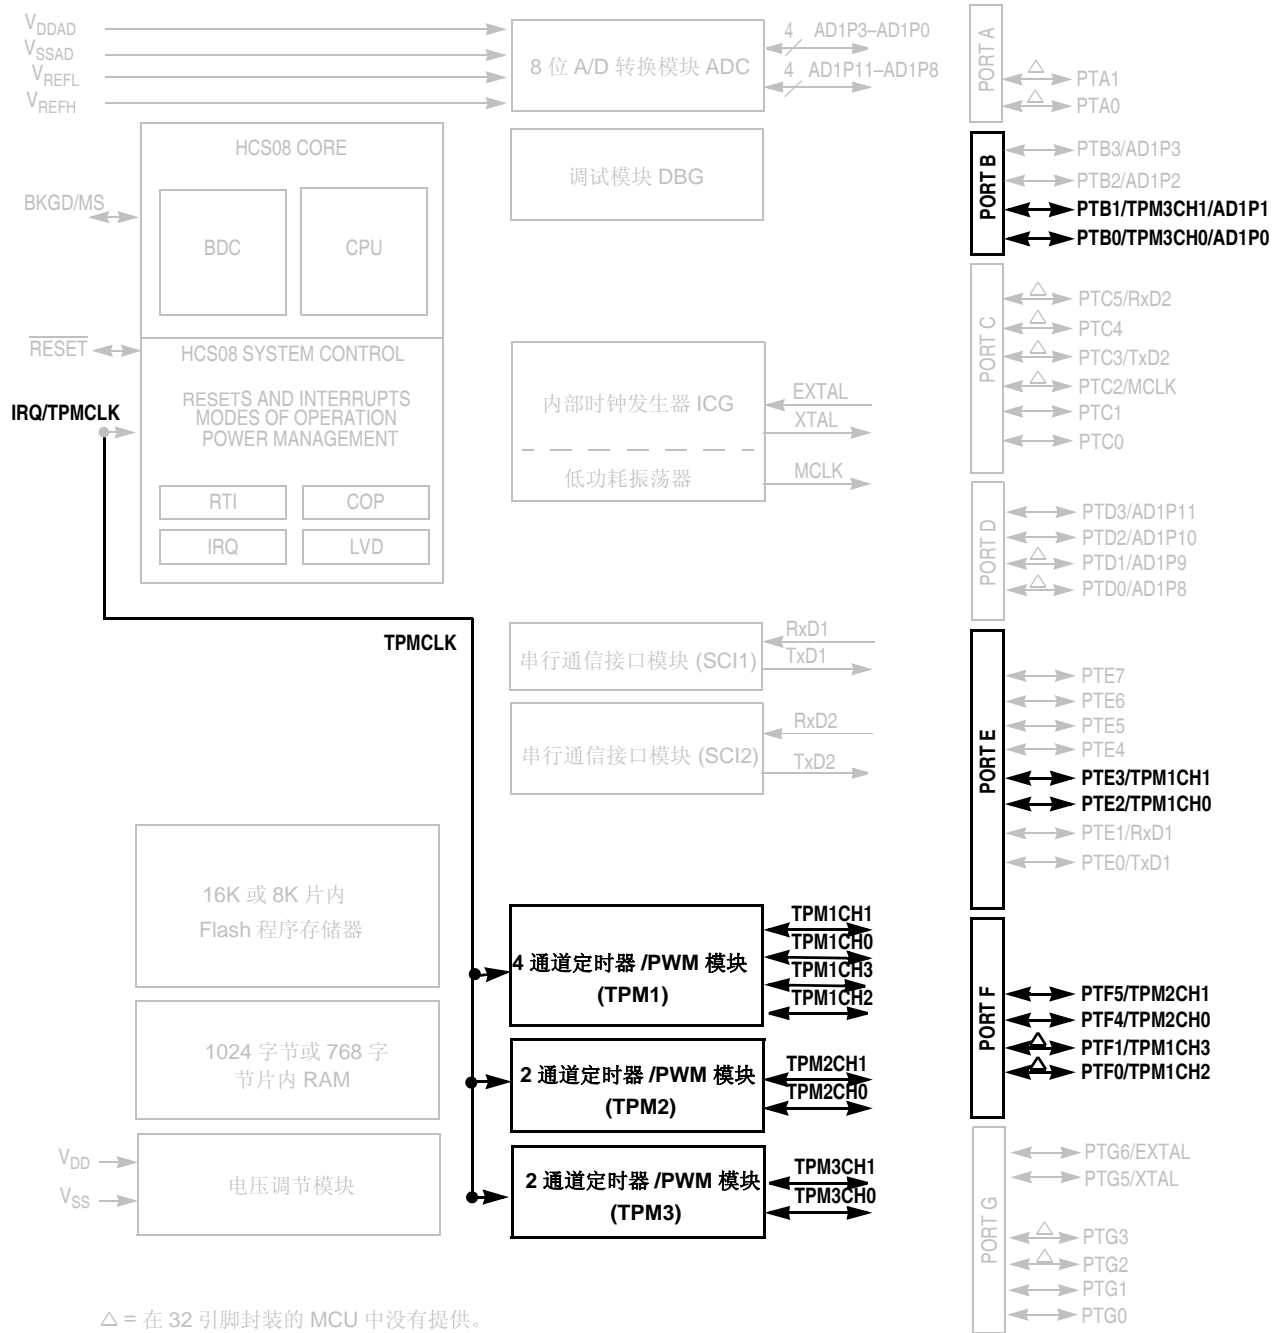 VDDAD
VSSAD
VREFL
VREFH
8 位 A/D 转换模块 ADC
4 AD1P3–AD1P0
4 AD1P11–AD1P8
PORT A
PTA1
PTA0
HCS08 CORE
BDC
CPU
BKGD/MS
调试模块 DBG
PORT B
PTB3/AD1P3
PTB2/AD1P2
PTB1/TPM3CH1/AD1P1
PTB0/TPM3CH0/AD1P0
RESET
HCS08 SYSTEM CONTROL
RESETS AND INTERRUPTS
MODES OF OPERATION
POWER MANAGEMENT
IRQ/TPMCLK
RTI
COP
IRQ
LVD
内部时钟发生器 ICG
低功耗振荡器
EXTAL
XTAL
MCLK
PORT C
PTC5/RxD2
PTC4
PTC3/TxD2
PTC2/MCLK
PTC1
PTC0
PORT D
PTD3/AD1P11
PTD2/AD1P10
PTD1/AD1P9
PTD0/AD1P8
TPMCLK
串行通信接口模块 (SCI1)
RxD1
TxD1
串行通信接口模块 (SCI2)
RxD2
TxD2
PORT E
PTE7
PTE6
PTE5
PTE4
PTE3/TPM1CH1
PTE2/TPM1CH0
PTE1/RxD1
PTE0/TxD1
16K 或 8K 片内
Flash 程序存储器
4 通道定时器 /PWM 模块
(TPM1)
TPM1CH1
TPM1CH0
TPM1CH3
TPM1CH2
PORT F
PTF5/TPM2CH1
PTF4/TPM2CH0
PTF1/TPM1CH3
PTF0/TPM1CH2
1024 字节或 768 字
节片内 RAM
2 通道定时器 /PWM 模块
(TPM2)
TPM2CH1
TPM2CH0
VDD
VSS
电压调节模块
2 通道定时器 /PWM 模块
(TPM3)
TPM3CH1
TPM3CH0
PORT G
PTG6/EXTAL
PTG5/XTAL
PTG3
PTG2
PTG1
PTG0
△ = 在 32 引脚封装的 MCU 中没有提供。